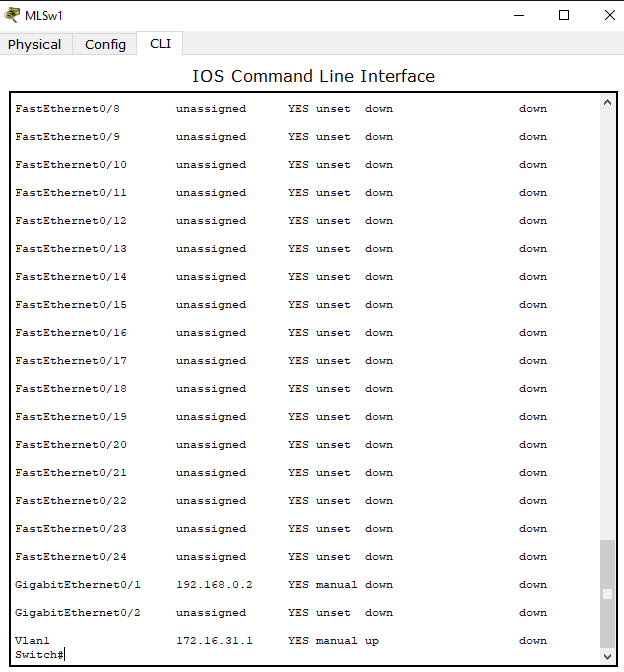 MLSw1
Physical Config CLI
IOS Command Line Interface
FastEthernet0/8 unassigned YES unset down down
FastEthernet0/9 unassigned YES unset down down
FastEthernet0/10 unassigned YES unset down down
FastEthernet0/11 unassigned YES unset down down
FastEthernet0/12 unassigned YES unset down down
FastEthernet0/13 unassigned YES unset down down
FastEthernet0/14 unassigned YES unset down down
FastEthernet0/15 unassigned YES unset down down
FastEthernet0/16 unassigned YES unset down down
FastEthernet0/17 unassigned YES unset down down
FastEthernet0/18 unassigned YES unset down down
FastEthernet0/19 unassigned YES unset down down
FastEthernet0/20 unassigned YES unset down down
FastEthernet0/21 unassigned YES unset down down
FastEthernet0/22 unassigned YES unset down down
FastEthernet0/23 unassigned YES unset down down
FastEthernet0/24 unassigned YES unset down down
GigabitEthernet0/1 192.168.0.2 YES manual down down
GigabitEthernet0/2 unassigned YES unset down down
Vlan1 172.16.31.1 YES manual up down
Switch#